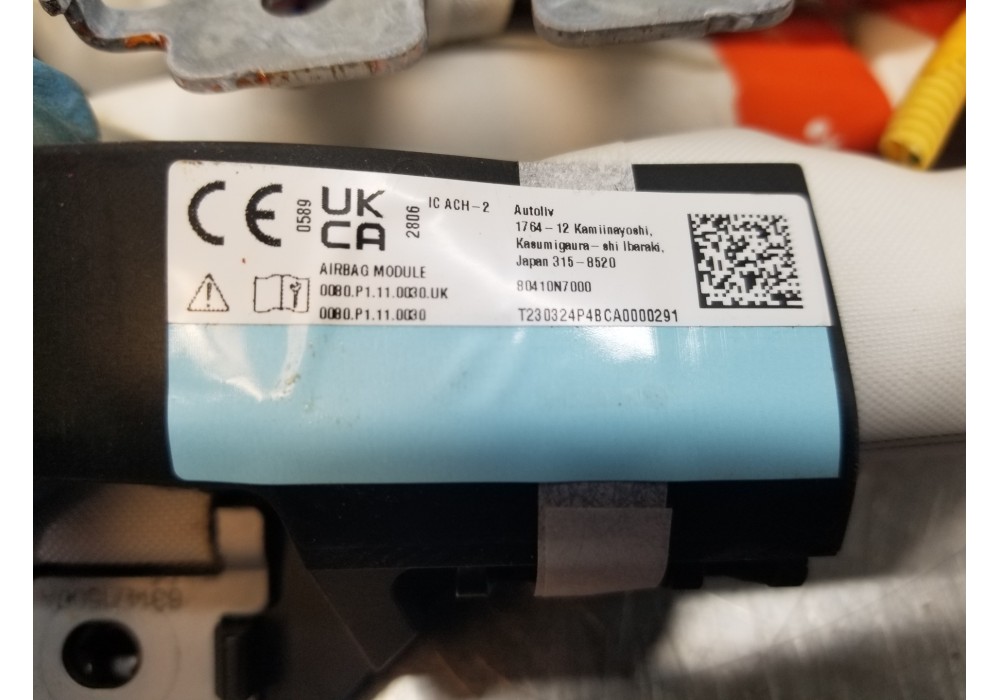 CE
0589
UK
CA
2806
IC ACH-2
AIRBAG MODULE
0080.P1.11.0030.UK
0080.P1.11.0030
Autoliv
1764-12 Kamiinayoshi,
Kasumigaura-shi Ibaraki,
Japan 315-8520
80410N7000
T230324P4BCA0000291